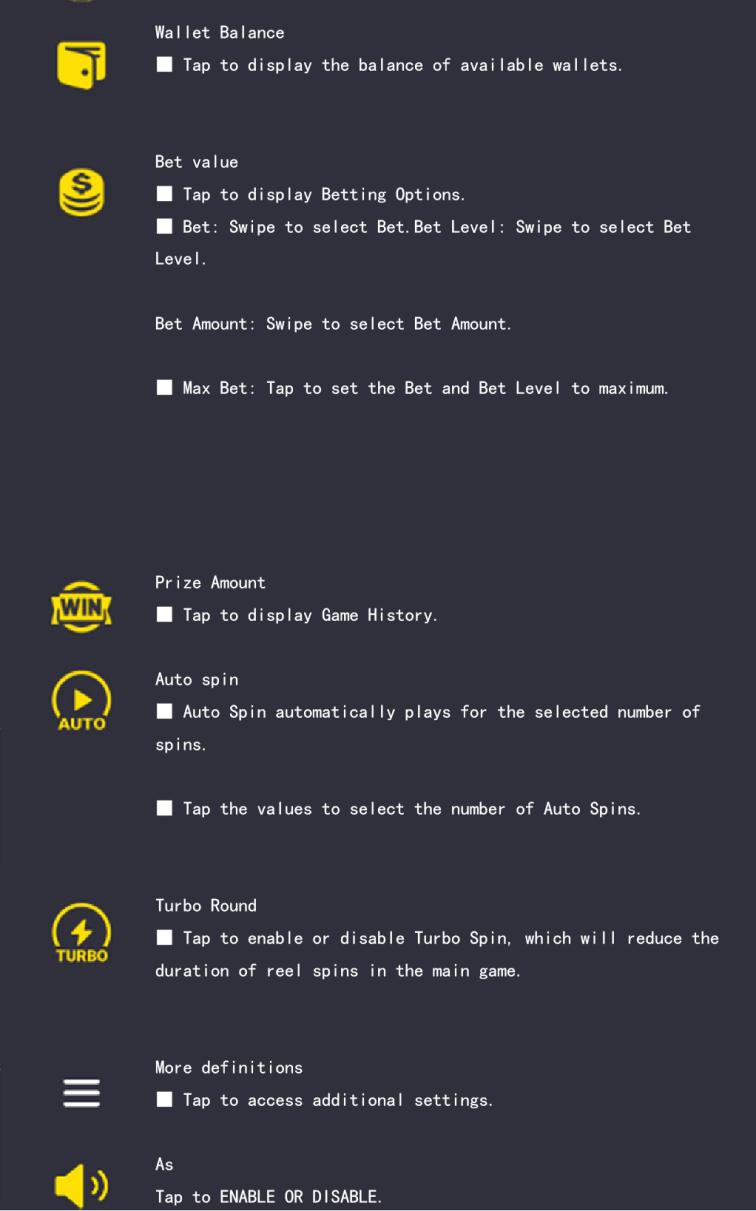 Wallet Balance
■ Tap to display the balance of available wallets.
Bet value
$
■ Tap to display Betting Options.
■ Bet: Swipe to select Bet.Bet Level: Swipe to select Bet
Level.
Bet Amount: Swipe to select Bet Amount.
■ Max Bet: Tap to set the Bet and Bet Level to maximum.
Prize Amount
WIN
■ Tap to display Game History.
Auto spin
AUTO
■ Auto Spin automatically plays for the selected number of
spins.
■ Tap the values to select the number of Auto Spins.
Turbo Round
TURBO
■ Tap to enable or disable Turbo Spin, which will reduce the
duration of reel spins in the main game.
More definitions
■ Tap to access additional settings.
As
Tap to ENABLE OR DISABLE.